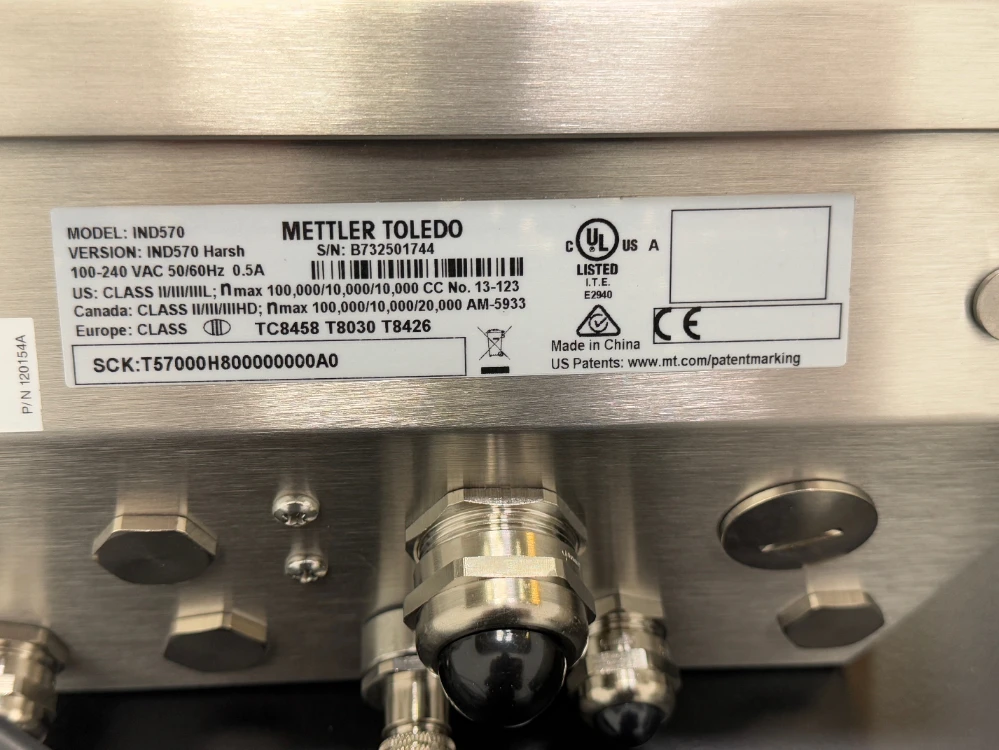 MODEL: IND570
VERSION: IND570 Harsh
100-240 VAC 50/60Hz 0.5A
METTLER TOLEDO
S/N: B732501744
US: CLASS II/III/IIIL; nmax 100,000/10,000/10,000 CC No. 13-123
Canada: CLASS II/III/IIIHD; nmax 100,000/10,000/20,000 AM-5933
Europe: CLASS III TC8458 T8030 T8426
SCK:T57000H800000000A0
C UL US A
LISTED
I.T.E.
E2940
Made in China
CE
US Patents: www.mt.com/patentmarking
P/N 120154A